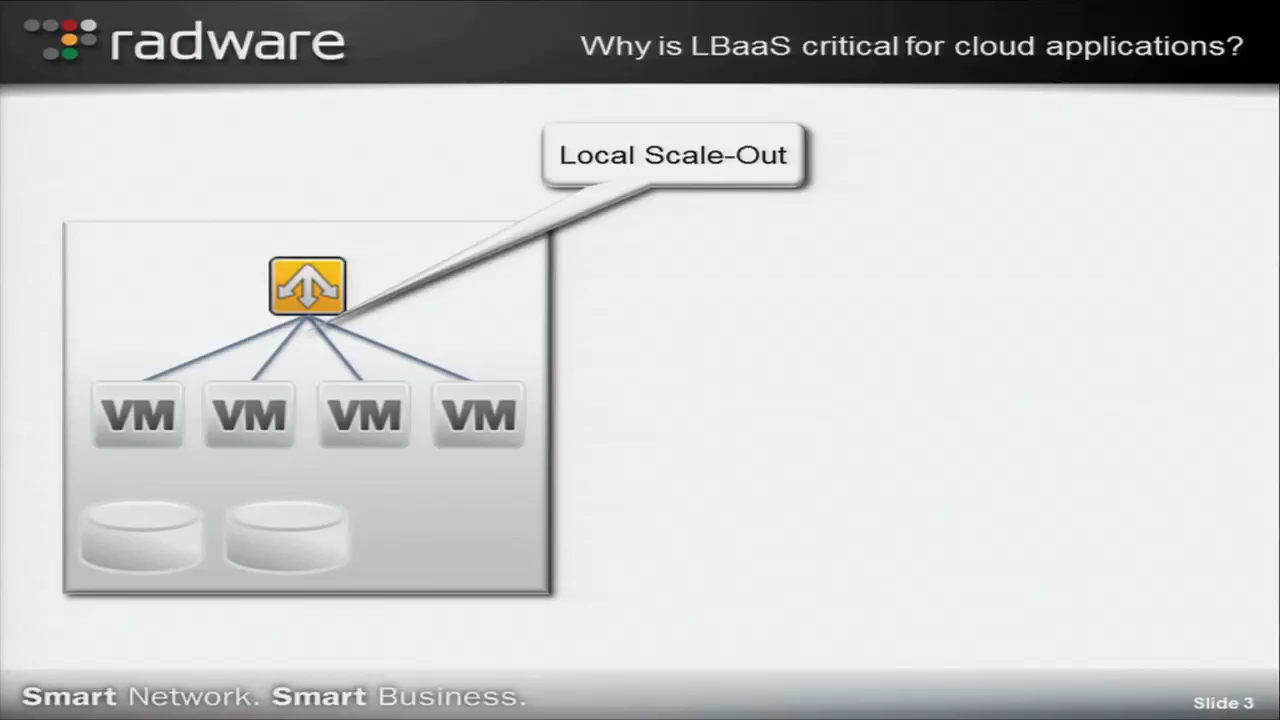 radware
Why is LBaaS critical for cloud applications?
Local Scale-Out
VM VM VM VM
Smart Network. Smart Business.
Slide 3